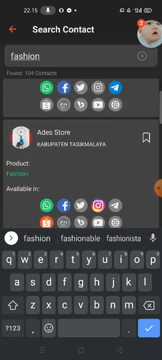 22.15
Search Contact
fashion
Found: 104 Contacts
Ades Store
KABUPATEN TASIKMALAYA
Product:
Fashion
Available in:
fashion
fashionable
fashionista
q w e r t y u i o p
a s d f g h j k l
z x c v b n m
?123
,
.